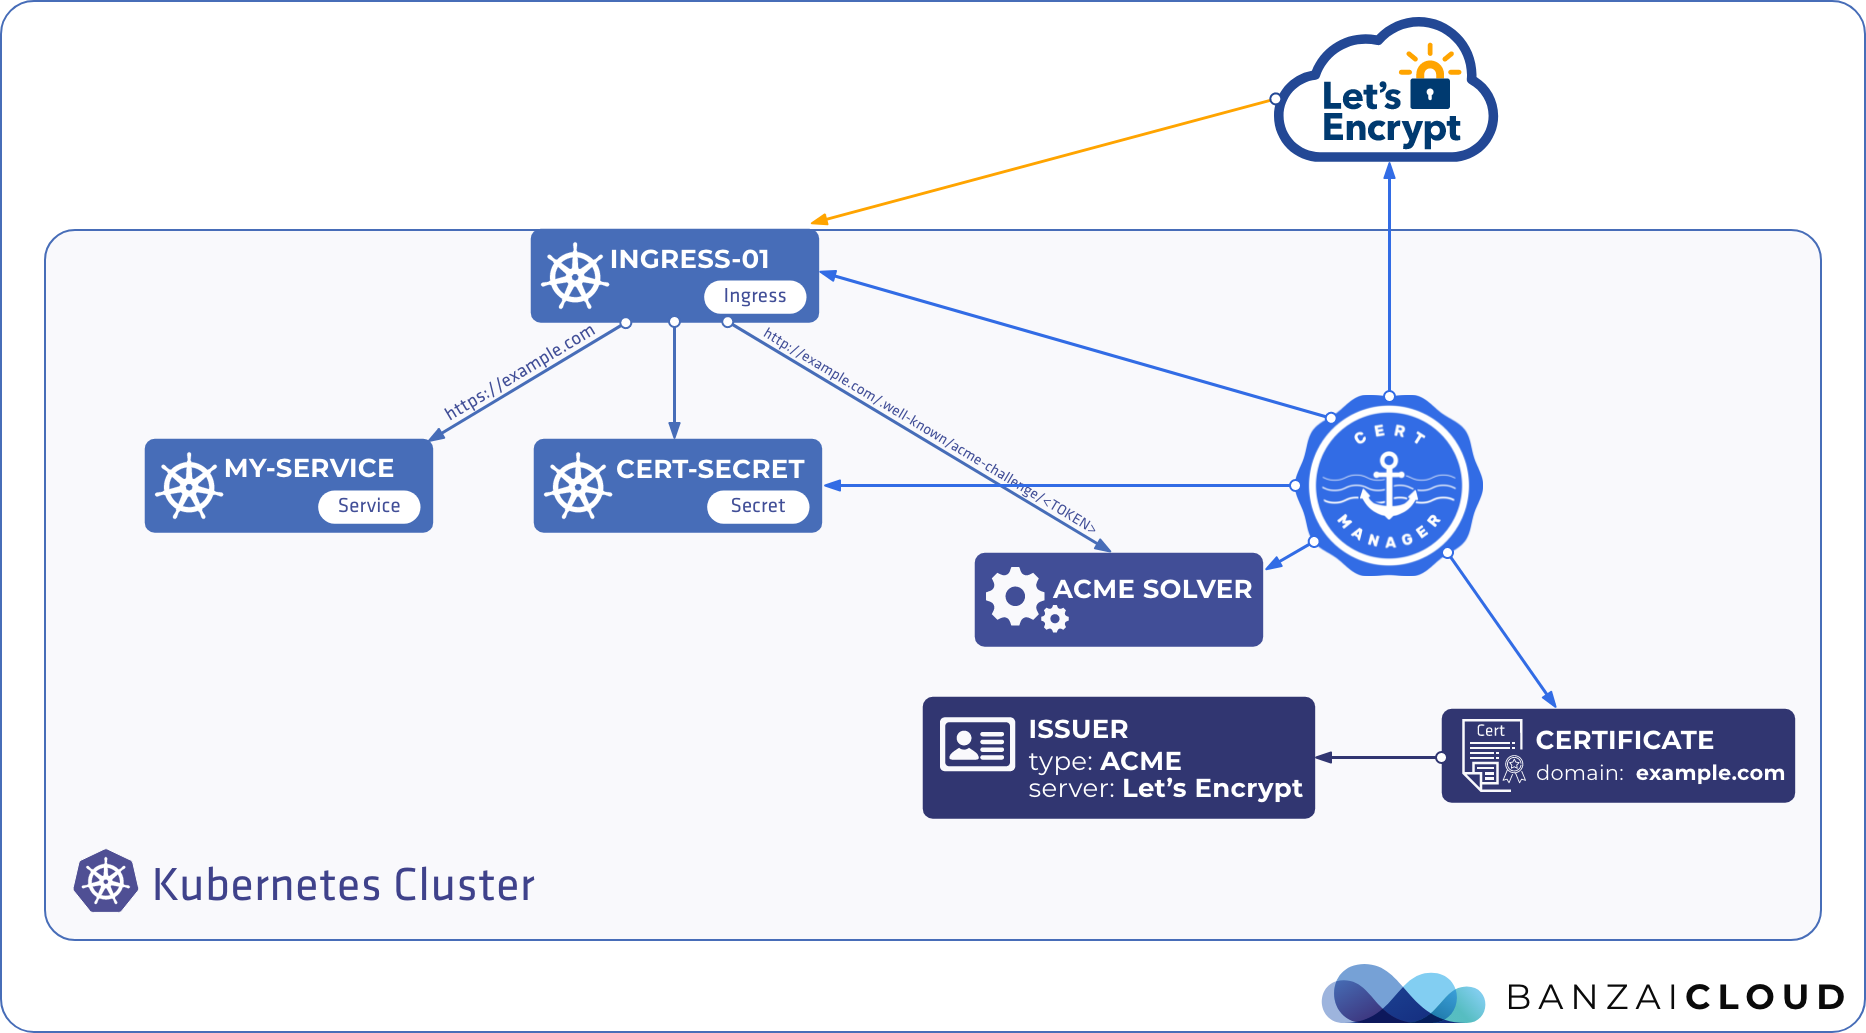 Let's
Encrypt
INGRESS-01
Ingress
https://example.com
http://example.com/.well-known/acme-challenge/<TOKEN>
CERT
MANAGER
MY-SERVICE
Service
CERT-SECRET
Secret
ACME SOLVER
ISSUER
type: ACME
server: Let's Encrypt
Cert
CERTIFICATE
domain: example.com
Kubernetes Cluster
BANZAICLOUD